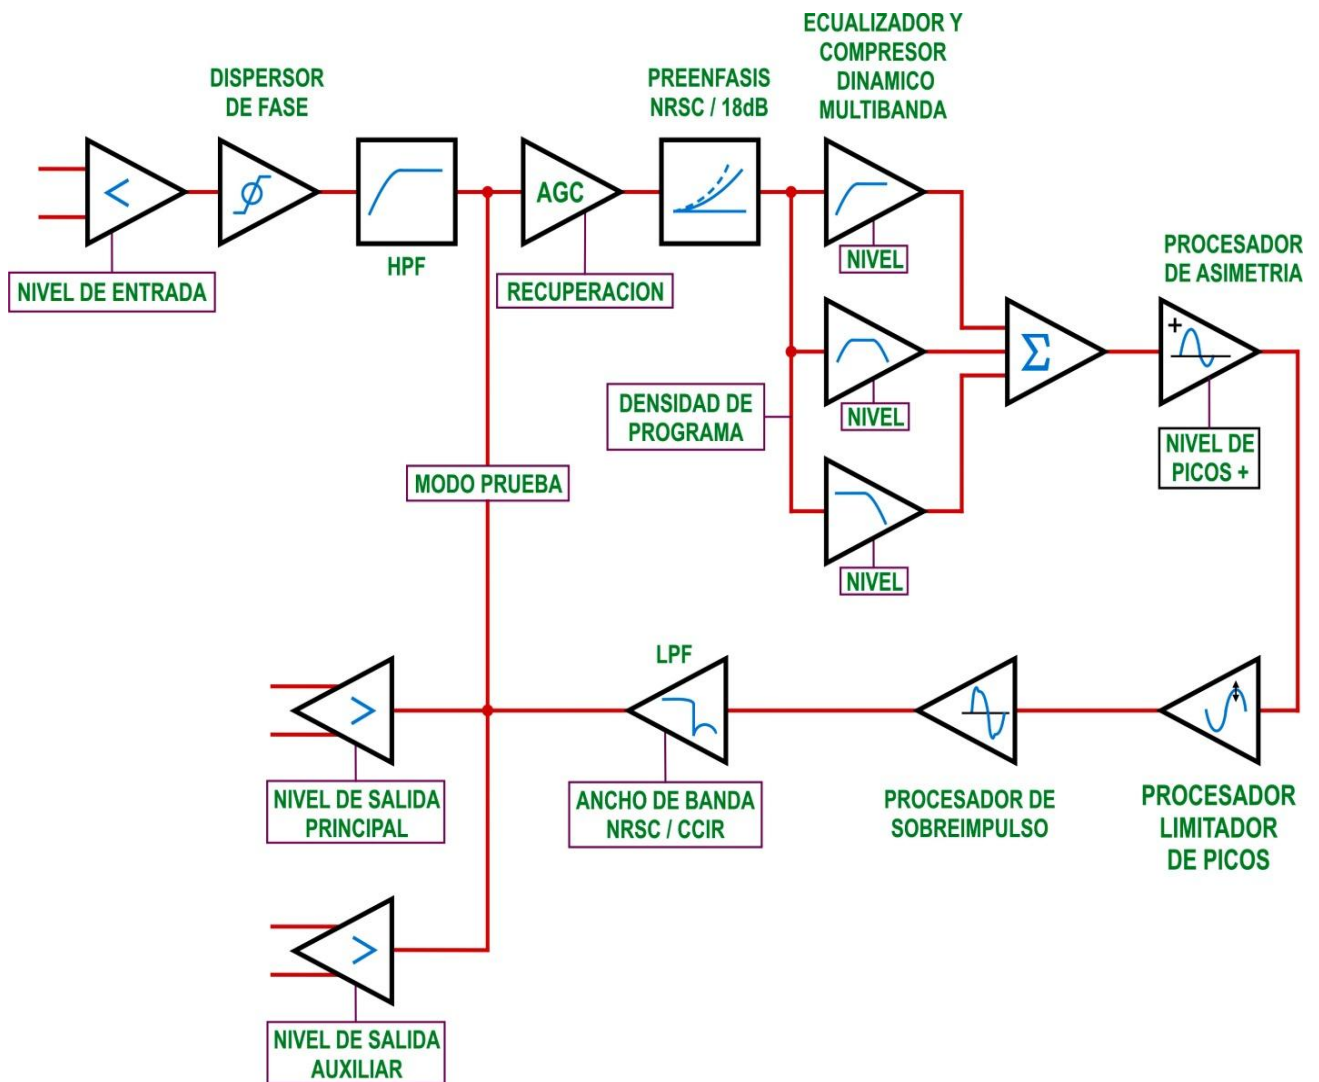 ECUALIZADOR Y
COMPRESOR
DINAMICO
MULTIBANDA
DISPERSOR
DE FASE
PREENFASIS
NRSC / 18dB
<
AGC
HPF
NIVEL DE ENTRADA
RECUPERACION
NIVEL
PROCESADOR
DE ASIMETRIA
+
Σ
DENSIDAD DE
PROGRAMA
NIVEL
NIVEL DE
PICOS +
MODO PRUEBA
NIVEL
LPF
>
NIVEL DE SALIDA
PRINCIPAL
ANCHO DE BANDA
NRSC / CCIR
PROCESADOR DE
SOBREIMPULSO
PROCESADOR
LIMITADOR
DE PICOS
>
NIVEL DE SALIDA
AUXILIAR